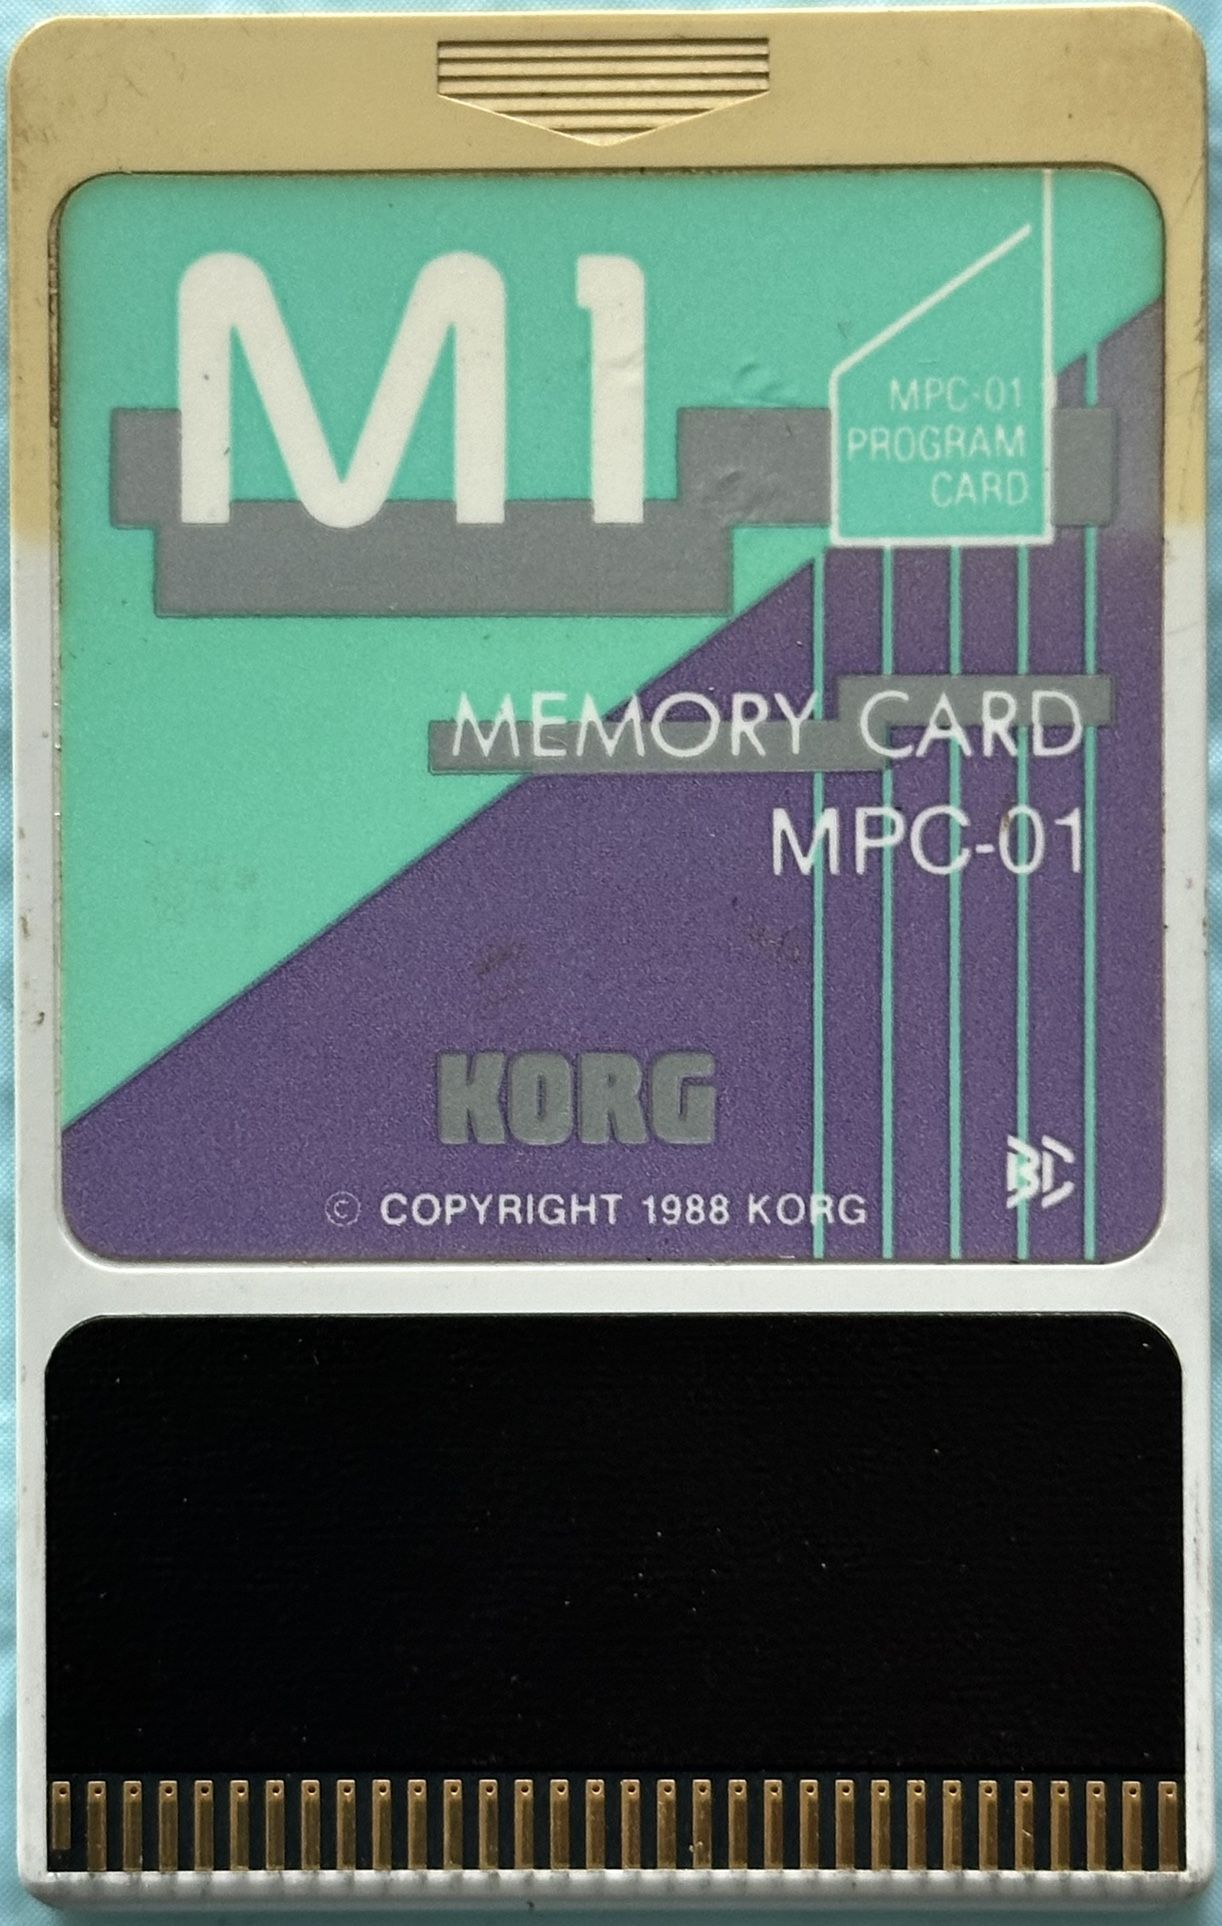 M1
MPC-01
PROGRAM
CARD
MEMORY CARD
MPC-01
KORG
© COPYRIGHT 1988 KORG